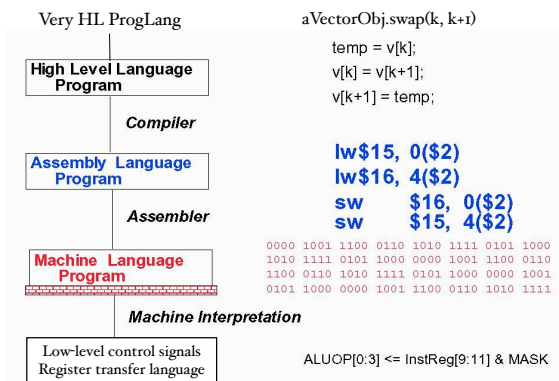 Very HL ProgLang
aVectorObj.swap(k, k+1)
High Level Language
Program
temp = v[k];
v[k] = v[k+1];
v[k+1] = temp;
Compiler
Assembly Language
Program
lw$15, 0($2)
lw$16, 4($2)
sw $16, 0($2)
sw $15, 4($2)
Assembler
Machine Language
Program
0000 1001 1100 0110 1010 1111 0101 1000
1010 1111 0101 1000 0000 1001 1100 0110
1100 0110 1010 1111 0101 1000 0000 1001
0101 1000 0000 1001 1100 0110 1010 1111
Machine Interpretation
Low-level control signals
Register transfer language
ALUOP[0:3] <= InstReg[9:11] & MASK